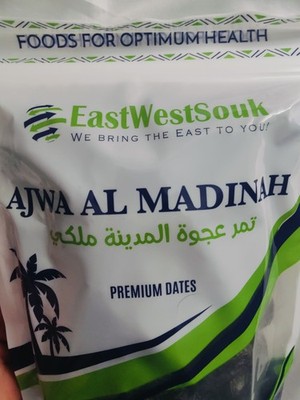 FOODS FOR OPTIMUM HEALTH
EastWestSouk
WE BRING THE EAST TO YOU
AJWA AL MADINAH
تمر عجوة المدينة ملكي
PREMIUM DATES